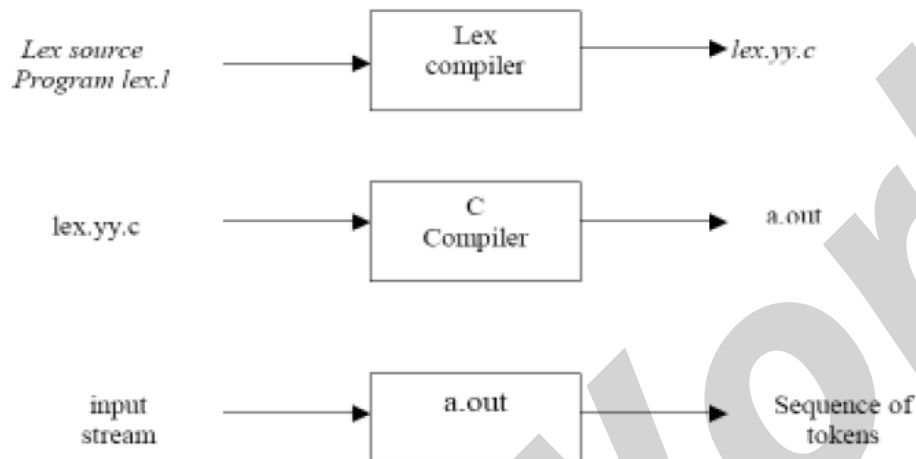 Lex source
Program lex.l
Lex
compiler
lex.yy.c
lex.yy.c
C
Compiler
a.out
input
stream
a.out
Sequence of
tokens